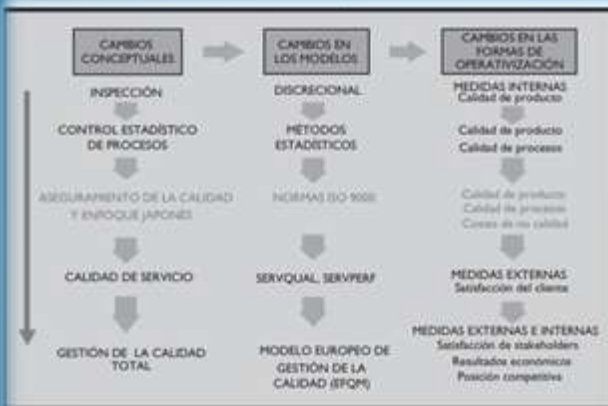 CAMBIOS
CONCEPTUALES
CAMBIOS EN
LOS MODELOS
CAMBIOS EN LAS
FORMAS DE
OPERATIVIZACIÓN
INSPECCIÓN
DISCRECIONAL
MEDIDAS INTERNAS
Calidad de producto
CONTROL ESTADÍSTICO
DE PROCESOS
MÉTODOS
ESTADÍSTICOS
Calidad de producto
Calidad de procesos
ASEGURAMIENTO DE LA CALIDAD
Y ENFOQUE JAPONÉS
NORMAS ISO 9000
Calidad de producto
Calidad de procesos
Costes de no calidad
CALIDAD DE SERVICIO
SERVQUAL, SERVPERF
MEDIDAS EXTERNAS
Satisfacción del cliente
GESTIÓN DE LA CALIDAD
TOTAL
MODELO EUROPEO DE
GESTIÓN DE LA
CALIDAD (EFQM)
MEDIDAS EXTERNAS E INTERNAS
Satisfacción de stakeholders
Resultados económicos
Posición competitiva